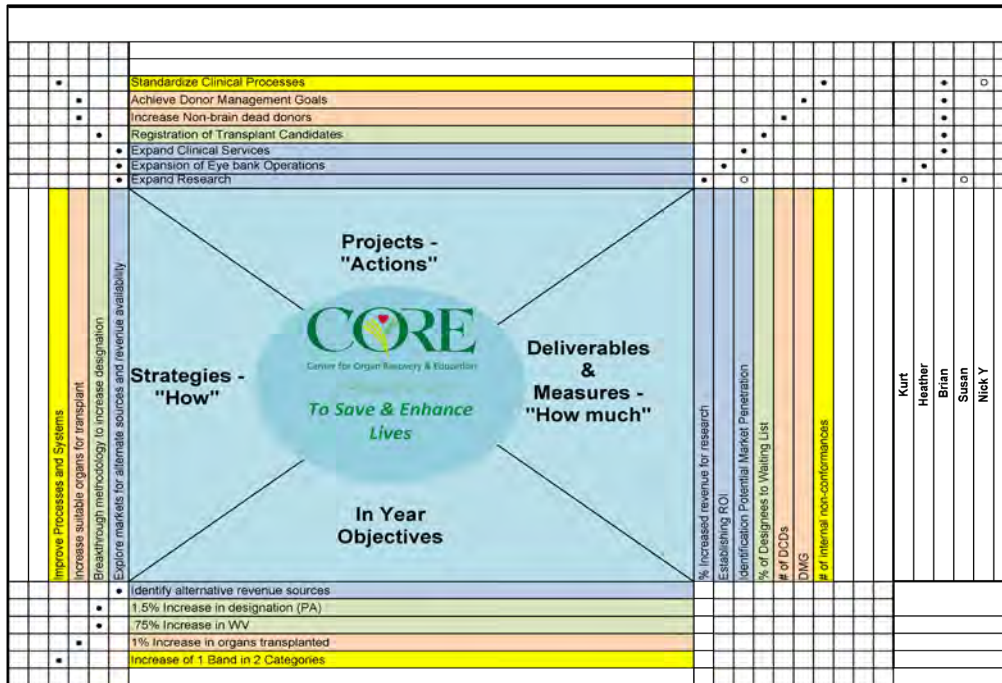 Standardize Clinical Processes
Achieve Donor Management Goals
Increase Non-brain dead donors
Registration of Transplant Candidates
Expand Clinical Services
Expansion of Eye bank Operations
Expand Research
Improve Processes and Systems
Increase suitable organs for transplant
Breakthrough methodology to increase designation
Explore markets for alternate sources and revenue availability
Projects -
"Actions"
Strategies -
"How"
CORE
Center for Organ Recovery & Education
To Save & Enhance
Lives
Deliverables
&
Measures -
"How much"
In Year
Objectives
% Increased revenue for research
Establishing ROI
Identification Potential Market Penetration
% of Designees to Waiting List
# of DCDs
DMG
# of internal non-conformances
Kurt
Heather
Brian
Susan
Nick Y
Identify alternative revenue sources
1.5% Increase in designation (PA)
.75% Increase in WV
1% Increase in organs transplanted
Increase of 1 Band in 2 Categories